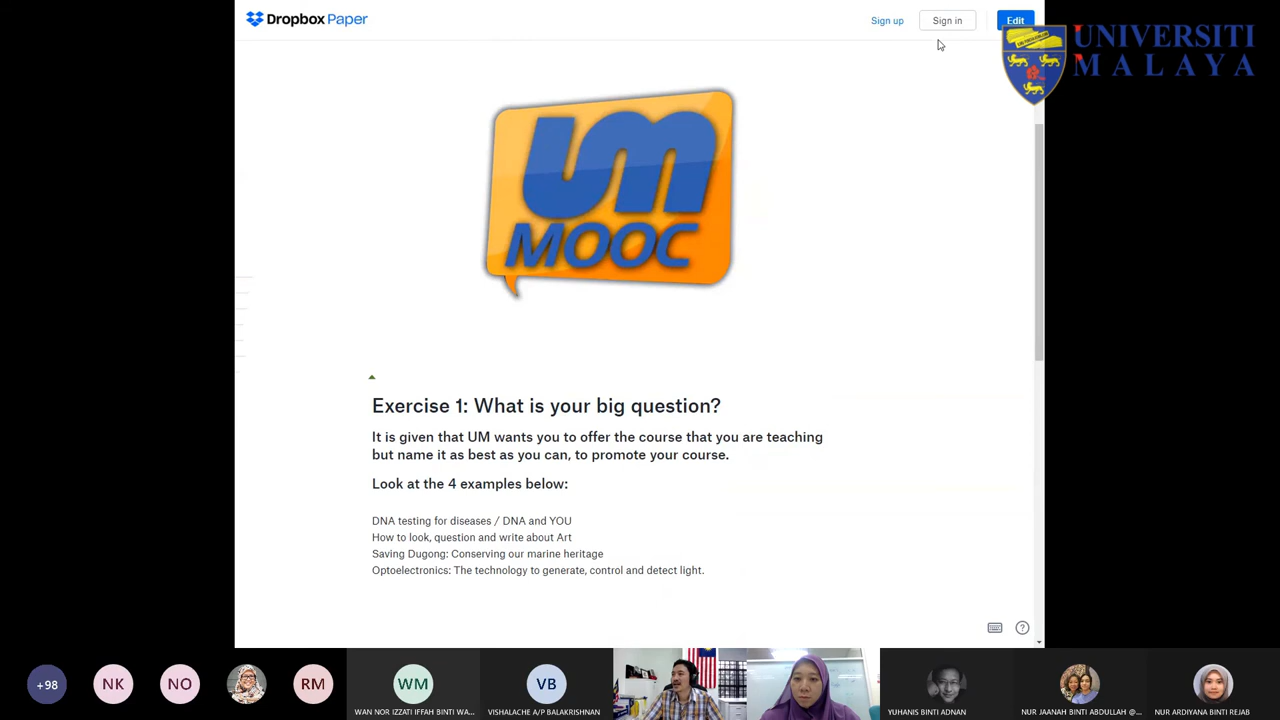 Dropbox Paper
Sign up
Sign in
Edit
UNIVERSITI
MALAYA
UM
MOOC
Exercise 1: What is your big question?
It is given that UM wants you to offer the course that you are teaching
but name it as best as you can, to promote your course.
Look at the 4 examples below:
DNA testing for diseases / DNA and YOU
How to look, question and write about Art
Saving Dugong: Conserving our marine heritage
Optoelectronics: The technology to generate, control and detect light.
?
+98
NK
NO
RM
WM
WAN NOR IZZATI IFFAH BINTI WA...
VB
VISHALACHE A/P BALAKRISHNAN
YUHANIS BINTI ADNAN
NUR JAANAH BINTI ABDULLAH @...
NUR ARDIYANA BINTI REJAB